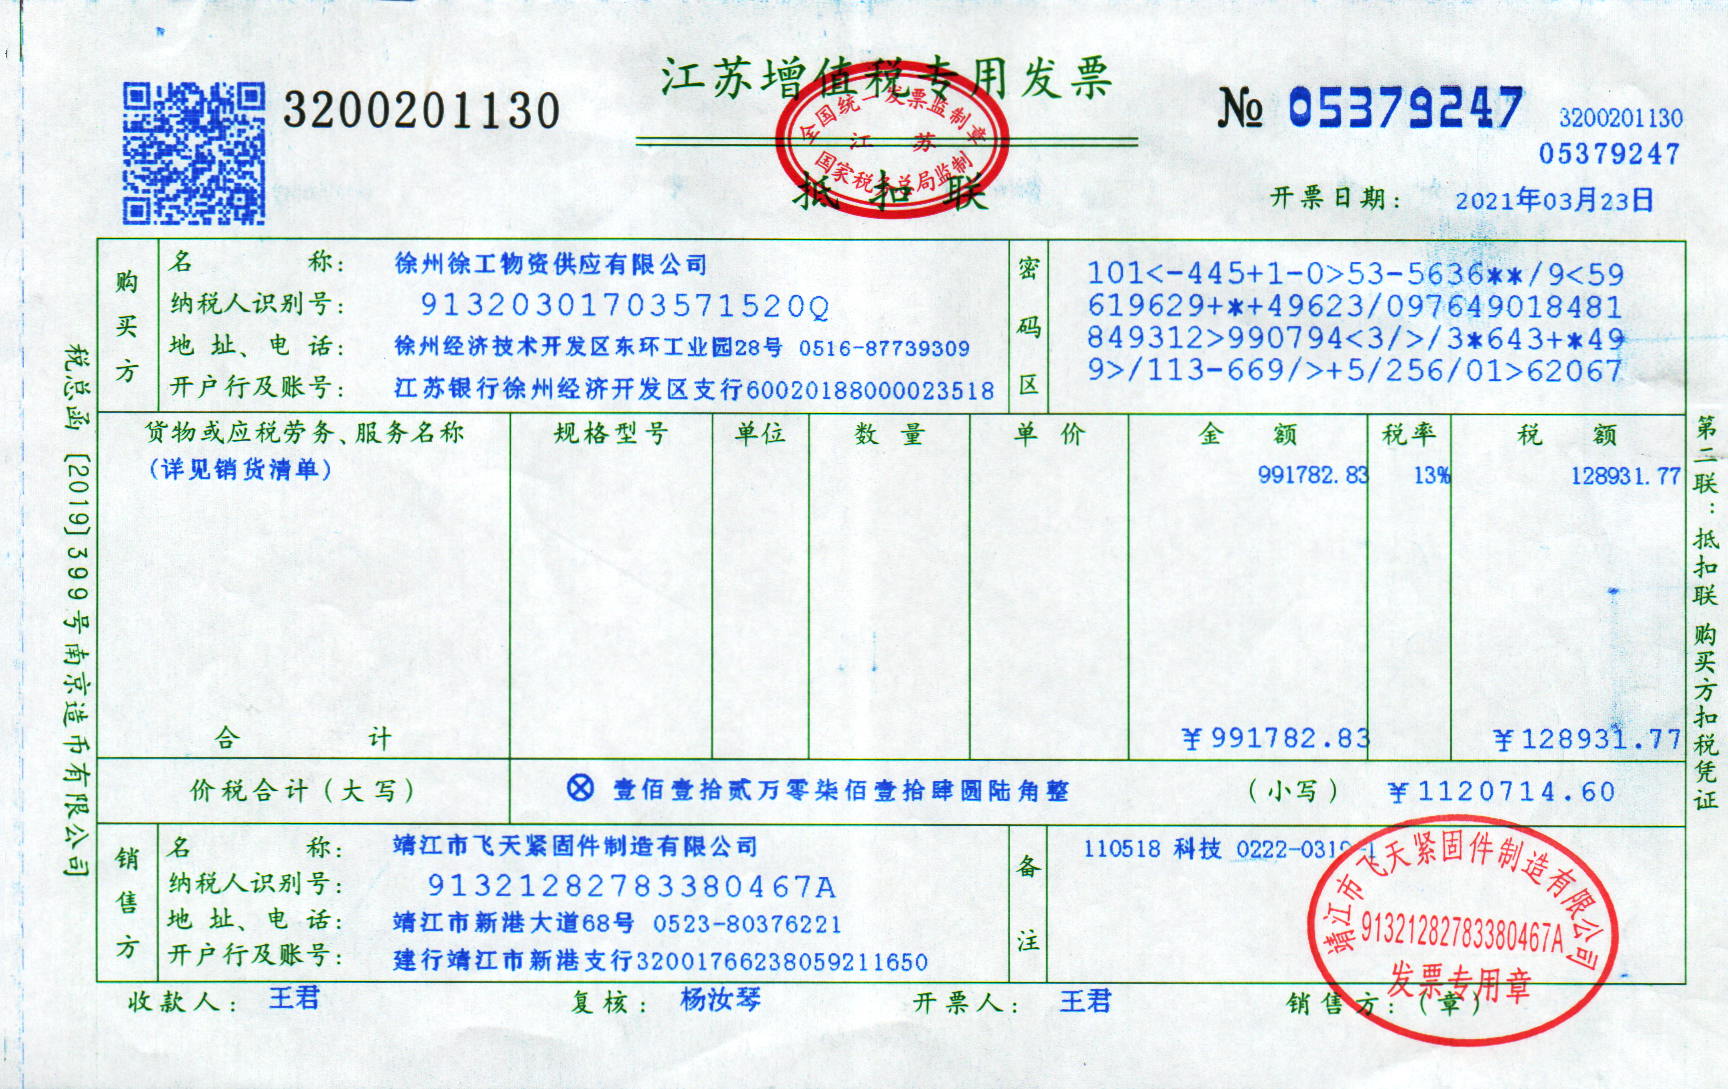 江苏增值税专用发票
3200201130
№ 05379247
3200201130
05379247
全国统一发票监制章
江 苏
国家税务总局监制
抵扣联
开票日期: 2021年03月23日
购买方
名 称: 徐州徐工物资供应有限公司
纳税人识别号: 91320301703571520Q
地 址、电 话: 徐州经济技术开发区东环工业园28号 0516-87739309
开户行及账号: 江苏银行徐州经济开发区支行60020188000023518
密码区
101<-445+1-0>53-5636**/9<59
619629+*+49623/097649018481
849312>990794<3/>/3*643+*49
9>/113-669/>+5/256/01>62067
货物或应税劳务、服务名称 规格型号 单位 数 量 单 价 金 额 税率 税 额
(详见销货清单) 991782.83 13% 128931.77
合 计 ¥991782.83 ¥128931.77
价税合计(大写) ⊗ 壹佰壹拾贰万零柒佰壹拾肆圆陆角整 (小写) ¥1120714.60
销售方
名 称: 靖江市飞天紧固件制造有限公司
纳税人识别号: 91321282783380467A
地 址、电 话: 靖江市新港大道68号 0523-80376221
开户行及账号: 建行靖江市新港支行32001766238059211650
备注
110518 科技 0222-0319-1
靖江市飞天紧固件制造有限公司
91321282783380467A
发票专用章
收款人: 王君 复核: 杨汝琴 开票人: 王君 销售方:(章)
税总函[2019]399号南京造币有限公司
第二联:抵扣联 购买方扣税凭证